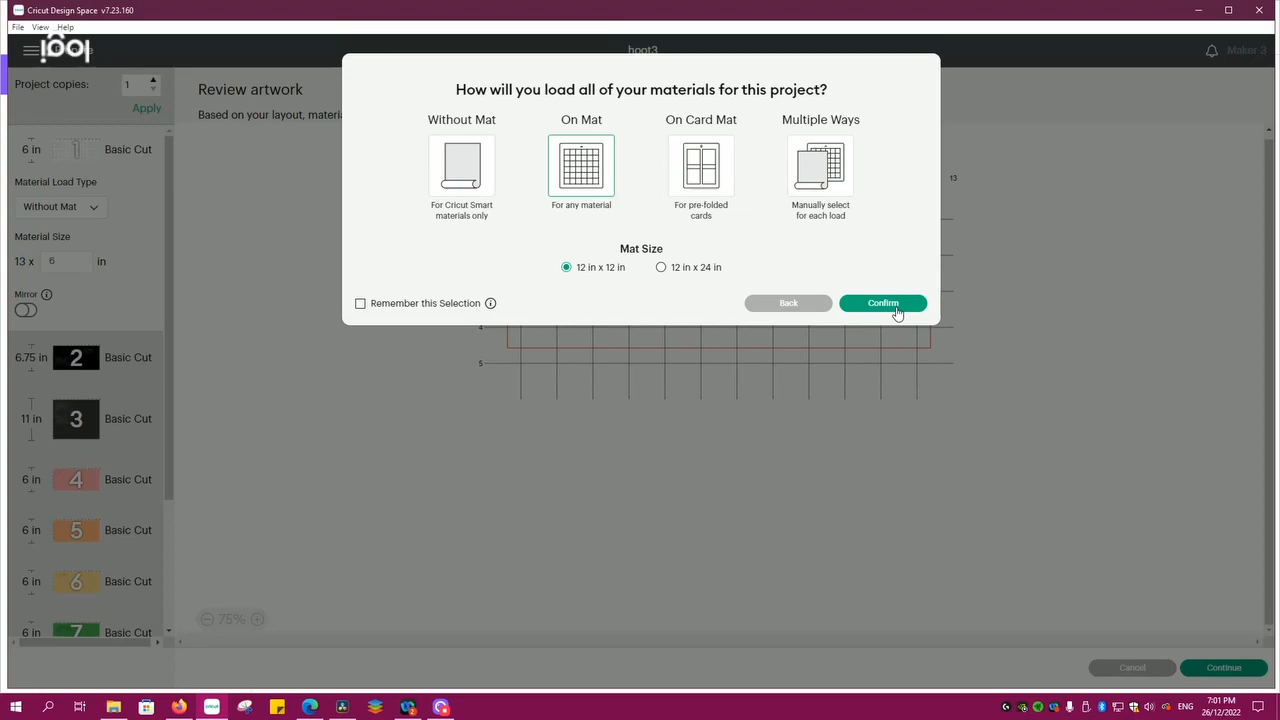 Cricut Design Space v7.23.160
File View Help
hoot3
Maker 3
Project copies: 1
Apply
Review artwork
Based on your layout, materia
6 in 1 Basic Cut
Material Load Type
Without Mat
Material Size
13 x 6 in
Mirror
6.75 in 2 Basic Cut
11 in 3 Basic Cut
6 in 4 Basic Cut
6 in 5 Basic Cut
6 in 6 Basic Cut
6 in 7 Basic Cut
How will you load all of your materials for this project?
Without Mat
For Cricut Smart
materials only
On Mat
For any material
On Card Mat
For pre-folded
cards
Multiple Ways
Manually select
for each load
Mat Size
12 in x 12 in 12 in x 24 in
Remember this Selection
Back Confirm
13
4
5
75%
Cancel Continue
ENG
7:01 PM
26/12/2022